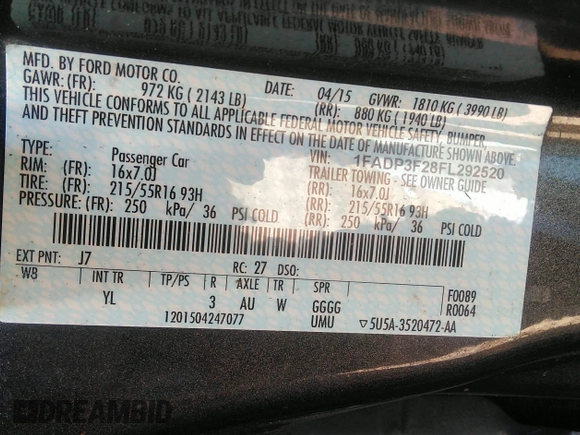 MFD. BY FORD MOTOR CO.
DATE: 04/15 GVWR: 1810 KG ( 3990 LB)
GAWR: (FR): 972 KG ( 2143 LB) (RR): 880 KG ( 1940 LB)
THIS VEHICLE CONFORMS TO ALL APPLICABLE FEDERAL MOTOR VEHICLE SAFETY, BUMPER,
AND THEFT PREVENTION STANDARDS IN EFFECT ON THE DATE OF MANUFACTURE SHOWN ABOVE.
VIN: 1FADP3F28FL292520
TYPE: Passenger Car TRAILER TOWING - SEE OWNER GUIDE
RIM: (FR): 16x7.0J (RR): 16x7.0J
TIRE: (FR): 215/55R16 93H (RR): 215/55R16 93H
PRESSURE: (FR): 250 kPa/ 36 PSI COLD (RR): 250 kPa/ 36 PSI COLD
EXT PNT: J7 RC: 27 DSO:
W8 INT TR TP/PS R AXLE TR SPR F0089
YL 3 AU W GGGG R0064
1201504247077 UMU ▽5U5A-3520472-AA
DREAMBID